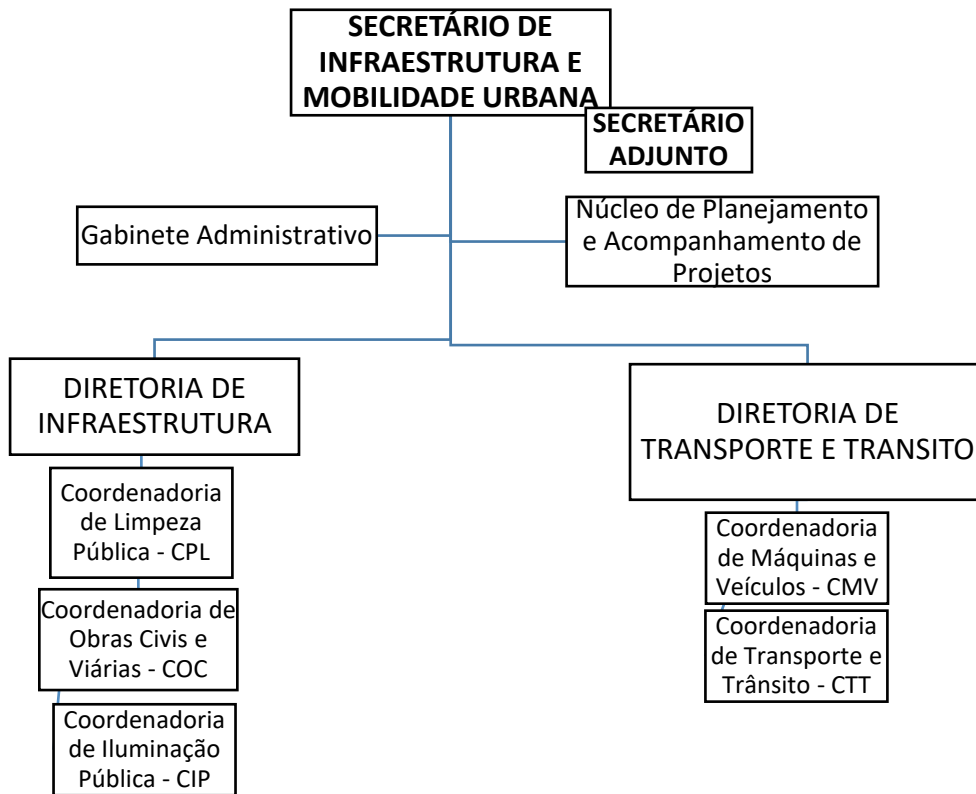 SECRETÁRIO DE
INFRAESTRUTURA E
MOBILIDADE URBANA
SECRETÁRIO
ADJUNTO
Gabinete Administrativo
Núcleo de Planejamento
e Acompanhamento de
Projetos
DIRETORIA DE
INFRAESTRUTURA
DIRETORIA DE
TRANSPORTE E TRANSITO
Coordenadoria
de Limpeza
Pública - CPL
Coordenadoria de
Obras Civis e
Viárias - COC
Coordenadoria
de Iluminação
Pública - CIP
Coordenadoria
de Máquinas e
Veículos - CMV
Coordenadoria
de Transporte e
Trânsito - CTT